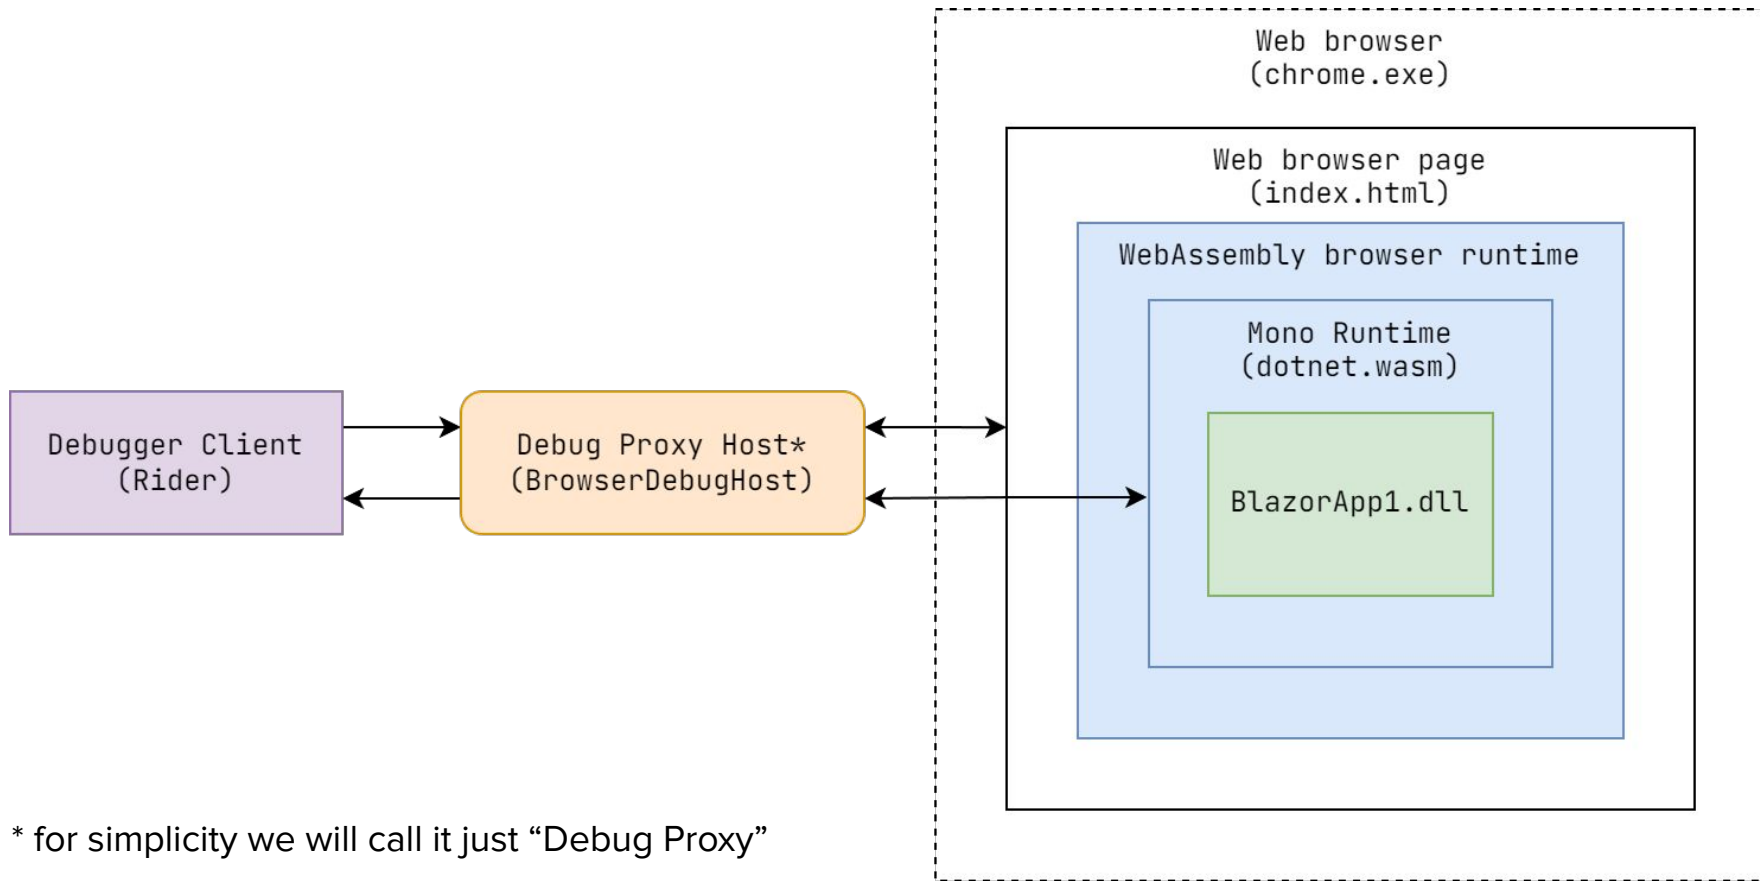 Web browser
(chrome.exe)
Web browser page
(index.html)
WebAssembly browser runtime
Mono Runtime
(dotnet.wasm)
Debugger Client
(Rider)
Debug Proxy Host*
(BrowserDebugHost)
BlazorApp1.dll
* for simplicity we will call it just “Debug Proxy”